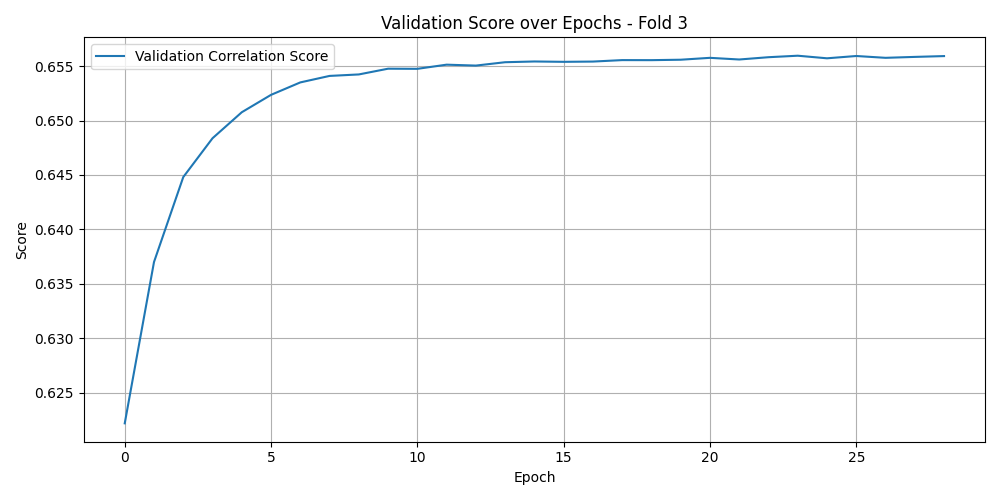 Validation Score over Epochs - Fold 3
Validation Correlation Score
0.655
0.650
0.645
0.640
0.635
0.630
0.625
Score
0 5 10 15 20 25
Epoch